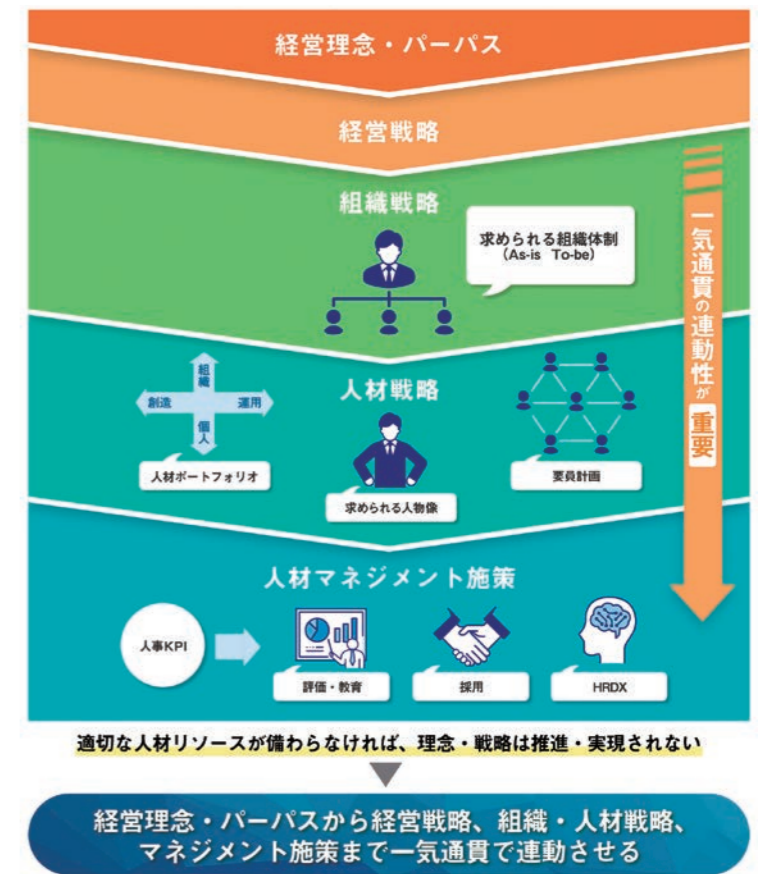 経営理念・パーパス
経営戦略
組織戦略
求められる組織体制
（As-is To-be）
一気通貫の連動性が重要
人材戦略
組織
創造
運用
個人
人材ポートフォリオ
求められる人物像
要員計画
人材マネジメント施策
人事KPI
評価・教育
採用
HRDX
適切な人材リソースが備わらなければ、理念・戦略は推進・実現されない
経営理念・パーパスから経営戦略、組織・人材戦略、
マネジメント施策まで一気通貫で連動させる